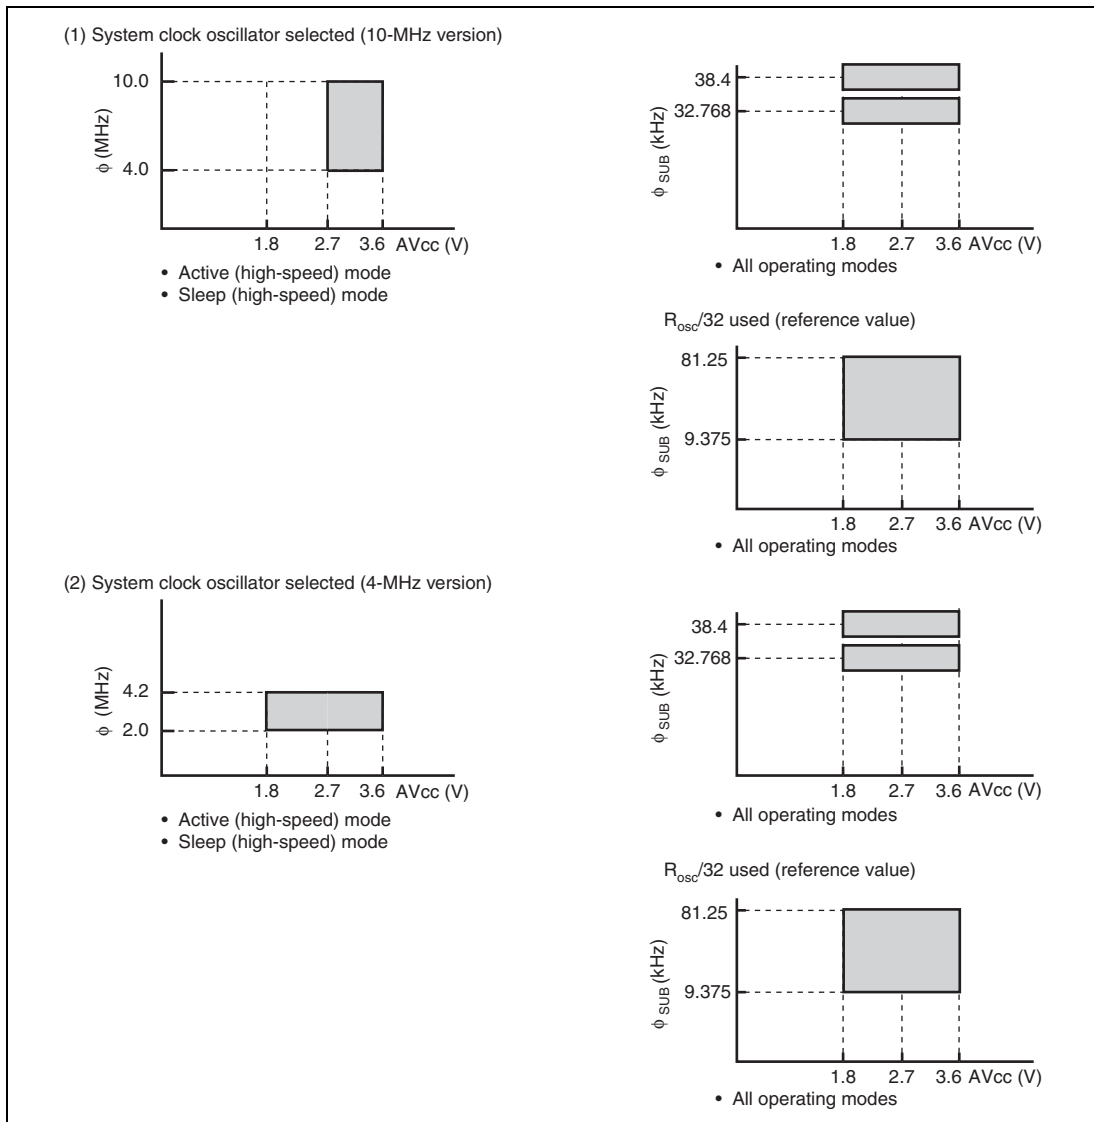 (1) System clock oscillator selected (10-MHz version)
10.0
4.0
φ (MHz)
1.8 2.7 3.6 AVcc (V)
• Active (high-speed) mode
• Sleep (high-speed) mode
38.4
32.768
φ SUB (kHz)
1.8 2.7 3.6 AVcc (V)
• All operating modes
Rosc/32 used (reference value)
81.25
9.375
φ SUB (kHz)
1.8 2.7 3.6 AVcc (V)
• All operating modes
(2) System clock oscillator selected (4-MHz version)
4.2
2.0
φ (MHz)
1.8 2.7 3.6 AVcc (V)
• Active (high-speed) mode
• Sleep (high-speed) mode
38.4
32.768
φ SUB (kHz)
1.8 2.7 3.6 AVcc (V)
• All operating modes
Rosc/32 used (reference value)
81.25
9.375
φ SUB (kHz)
1.8 2.7 3.6 AVcc (V)
• All operating modes